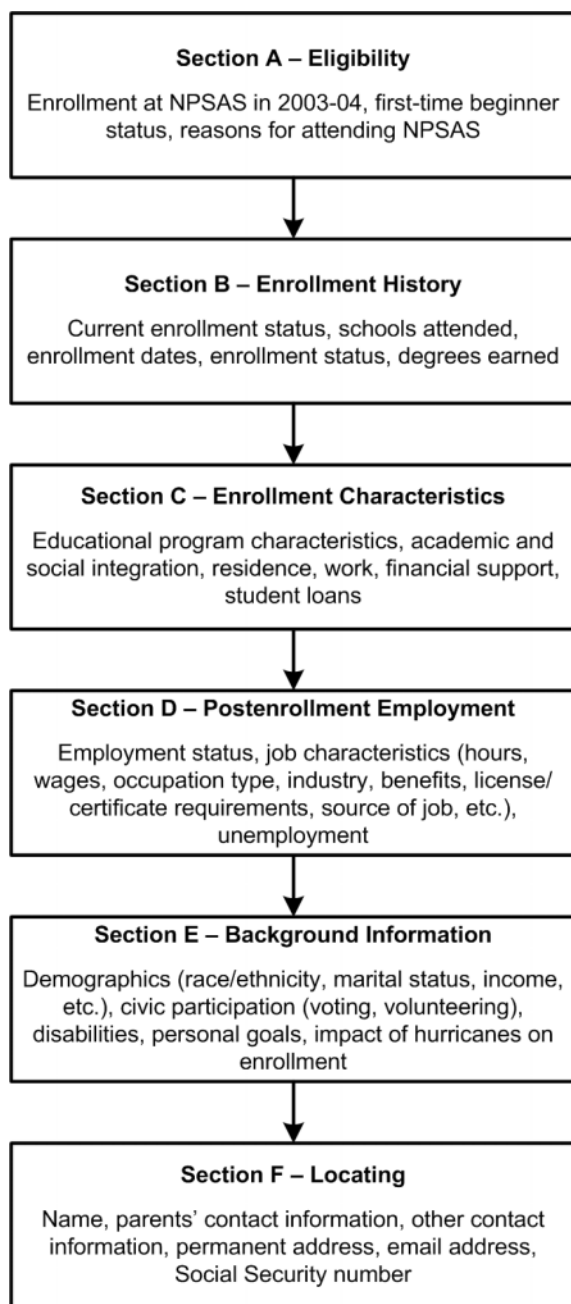 Section A – Eligibility
Enrollment at NPSAS in 2003-04, first-time beginner
status, reasons for attending NPSAS
Section B – Enrollment History
Current enrollment status, schools attended,
enrollment dates, enrollment status, degrees earned
Section C – Enrollment Characteristics
Educational program characteristics, academic and
social integration, residence, work, financial support,
student loans
Section D – Postenrollment Employment
Employment status, job characteristics (hours,
wages, occupation type, industry, benefits, license/
certificate requirements, source of job, etc.),
unemployment
Section E – Background Information
Demographics (race/ethnicity, marital status, income,
etc.), civic participation (voting, volunteering),
disabilities, personal goals, impact of hurricanes on
enrollment
Section F – Locating
Name, parents’ contact information, other contact
information, permanent address, email address,
Social Security number